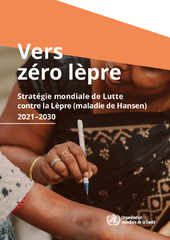 Vers
zéro lèpre
Stratégie mondiale de Lutte
contre la Lèpre (maladie de Hansen)
2021–2030
Organisation
mondiale de la Santé